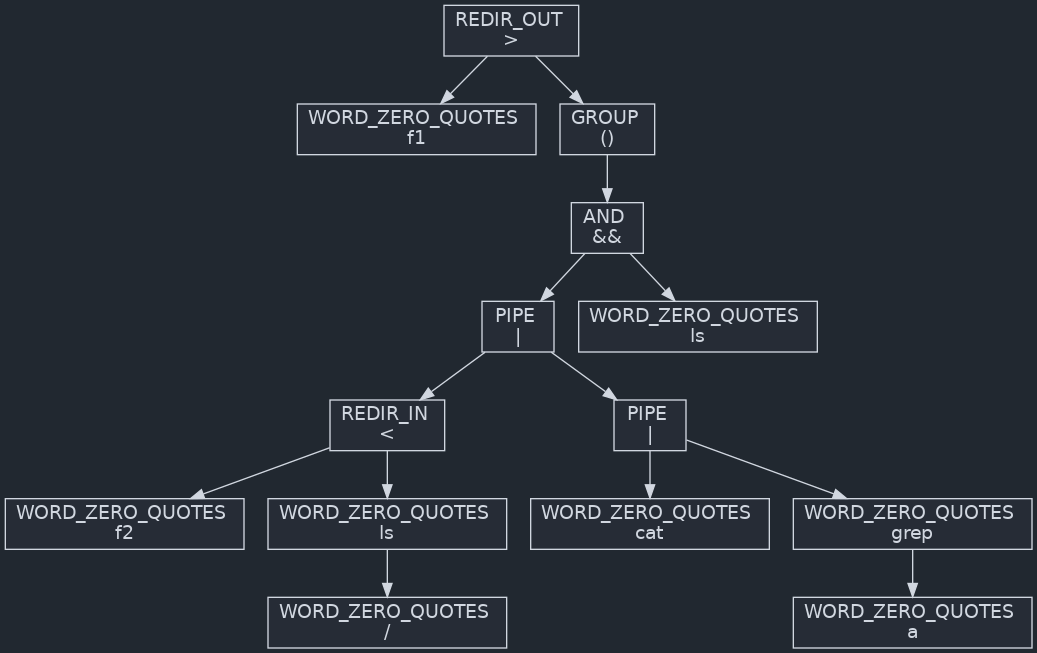 REDIR_OUT
>
WORD_ZERO_QUOTES
f1
GROUP
()
AND
&&
PIPE
|
WORD_ZERO_QUOTES
ls
REDIR_IN
<
PIPE
|
WORD_ZERO_QUOTES
f2
WORD_ZERO_QUOTES
ls
WORD_ZERO_QUOTES
cat
WORD_ZERO_QUOTES
grep
WORD_ZERO_QUOTES
/
WORD_ZERO_QUOTES
a